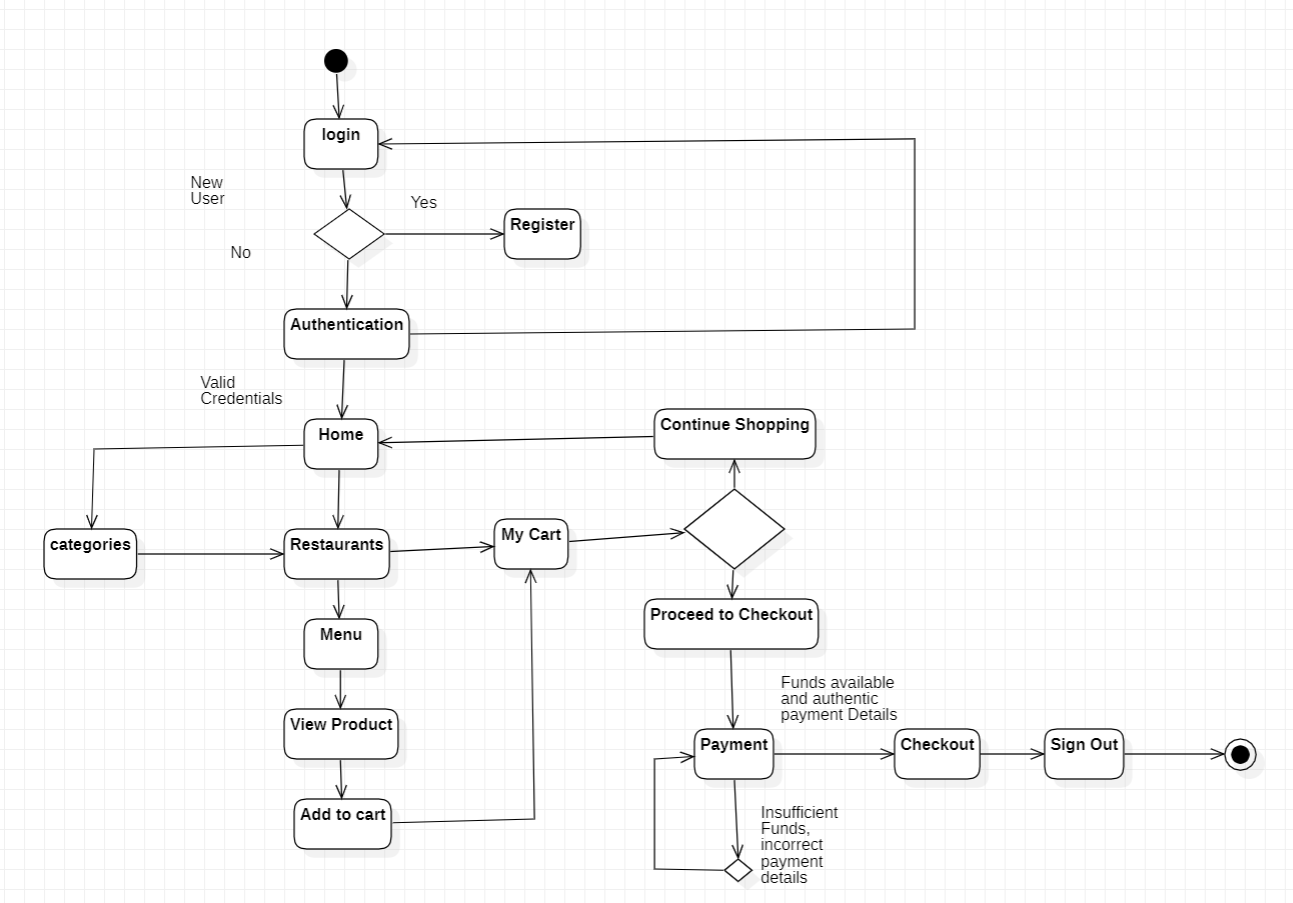 login
New
User
Yes
Register
No
Authentication
Valid
Credentials
Home
Continue Shopping
categories
Restaurants
My Cart
Menu
Proceed to Checkout
View Product
Funds available
and authentic
payment Details
Payment
Checkout
Sign Out
Add to cart
Insufficient
Funds,
incorrect
payment
details